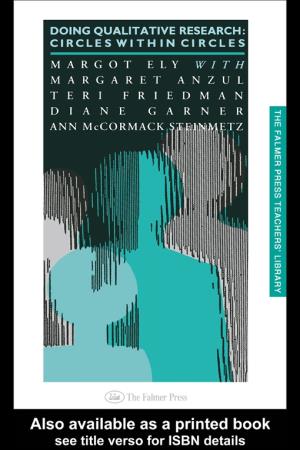 DOING QUALITATIVE RESEARCH:
CIRCLES WITHIN CIRCLES
MARGOT ELY WITH
MARGARET ANZUL
TERI FRIEDMAN
DIANE GARNER
ANN McCORMACK STEINMETZ
THE FALMER PRESS TEACHERS' LIBRARY
The Falmer Press
Also available as a printed book
see title verso for ISBN details